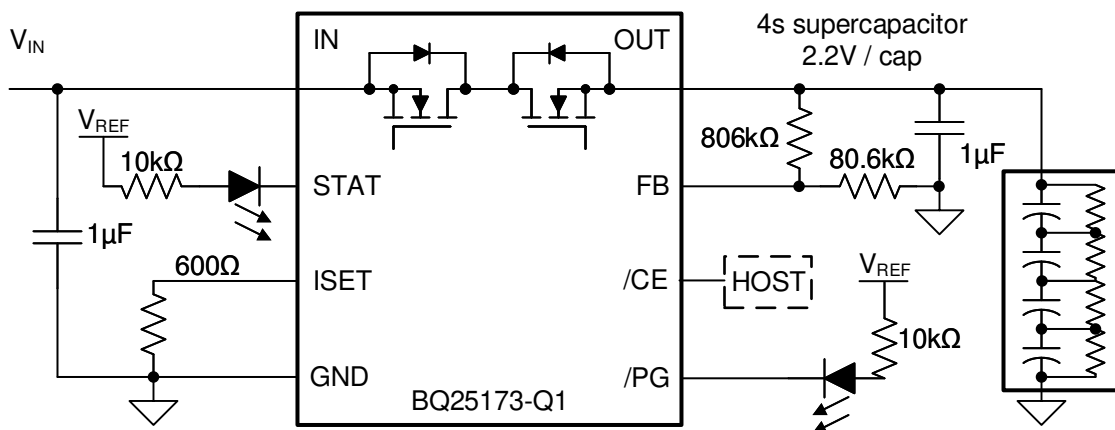 4s supercapacitor
2.2V / cap
VIN
IN
OUT
VREF
10kΩ
806kΩ
80.6kΩ
1µF
STAT
FB
1µF
600Ω
ISET
/CE
HOST
VREF
10kΩ
GND
/PG
BQ25173-Q1